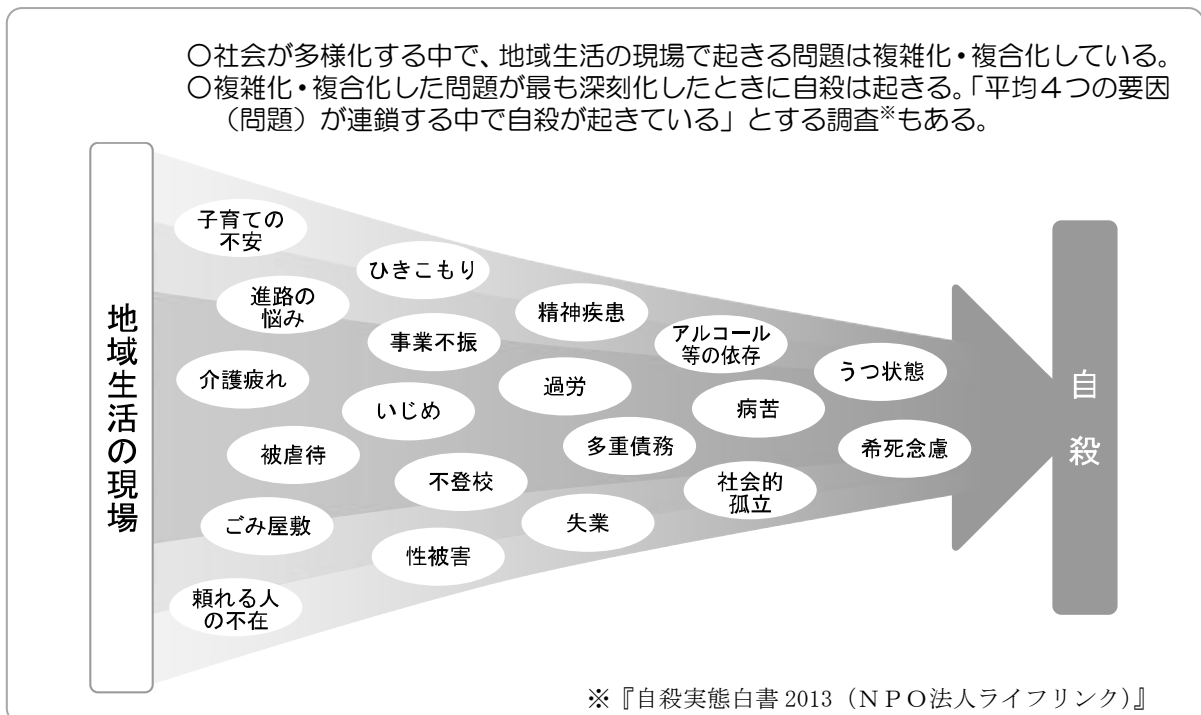 〇社会が多様化する中で、地域生活の現場で起きる問題は複雑化・複合化している。
〇複雑化・複合化した問題が最も深刻化したときに自殺は起きる。「平均４つの要因
（問題）が連鎖する中で自殺が起きている」とする調査※もある。
地域生活の現場
子育ての
不安
ひきこもり
進路の
悩み
精神疾患
事業不振
アルコール
等の依存
うつ状態
介護疲れ
過労
いじめ
病苦
被虐待
多重債務
希死念慮
不登校
社会的
孤立
ごみ屋敷
失業
性被害
頼れる人
の不在
自殺
※『自殺実態白書 2013（ＮＰＯ法人ライフリンク）』